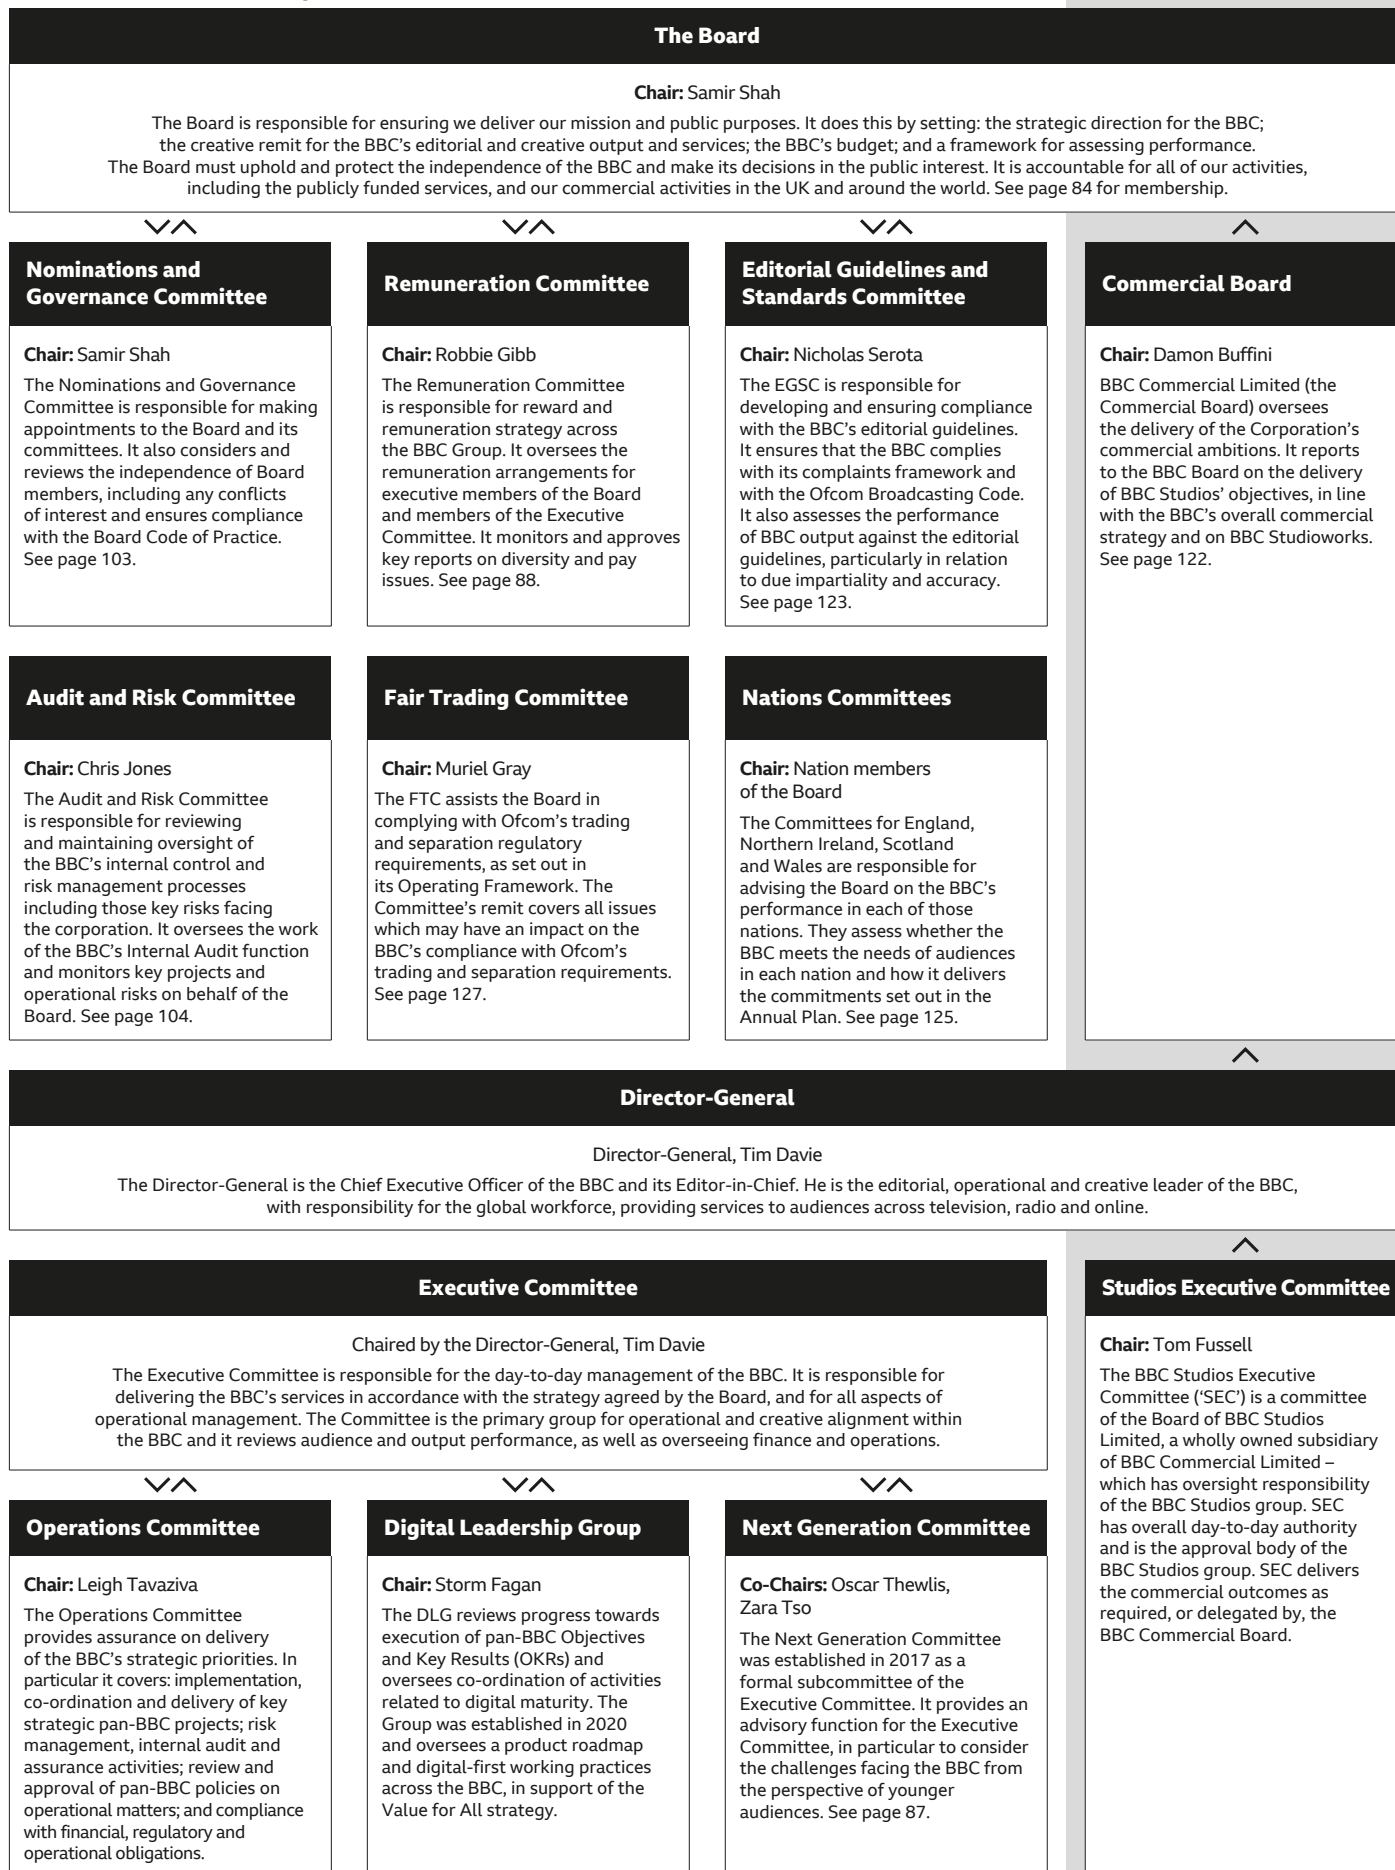 The Board
Chair: Samir Shah
The Board is responsible for ensuring we deliver our mission and public purposes. It does this by setting: the strategic direction for the BBC;
the creative remit for the BBC's editorial and creative output and services; the BBC's budget; and a framework for assessing performance.
The Board must uphold and protect the independence of the BBC and make its decisions in the public interest. It is accountable for all of our activities,
including the publicly funded services, and our commercial activities in the UK and around the world. See page 84 for membership.
Nominations and
Governance Committee
Chair: Samir Shah
The Nominations and Governance
Committee is responsible for making
appointments to the Board and its
committees. It also considers and
reviews the independence of Board
members, including any conflicts
of interest and ensures compliance
with the Board Code of Practice.
See page 103.
Remuneration Committee
Chair: Robbie Gibb
The Remuneration Committee
is responsible for reward and
remuneration strategy across
the BBC Group. It oversees the
remuneration arrangements for
executive members of the Board
and members of the Executive
Committee. It monitors and approves
key reports on diversity and pay
issues. See page 88.
Editorial Guidelines and
Standards Committee
Chair: Nicholas Serota
The EGSC is responsible for
developing and ensuring compliance
with the BBC's editorial guidelines.
It ensures that the BBC complies
with its complaints framework and
with the Ofcom Broadcasting Code.
It also assesses the performance
of BBC output against the editorial
guidelines, particularly in relation
to due impartiality and accuracy.
See page 123.
Commercial Board
Chair: Damon Buffini
BBC Commercial Limited (the
Commercial Board) oversees
the delivery of the Corporation's
commercial ambitions. It reports
to the BBC Board on the delivery
of BBC Studios' objectives, in line
with the BBC's overall commercial
strategy and on BBC Studioworks.
See page 122.
Audit and Risk Committee
Chair: Chris Jones
The Audit and Risk Committee
is responsible for reviewing
and maintaining oversight of
the BBC's internal control and
risk management processes
including those key risks facing
the corporation. It oversees the work
of the BBC's Internal Audit function
and monitors key projects and
operational risks on behalf of the
Board. See page 104.
Fair Trading Committee
Chair: Muriel Gray
The FTC assists the Board in
complying with Ofcom's trading
and separation regulatory
requirements, as set out in
its Operating Framework. The
Committee's remit covers all issues
which may have an impact on the
BBC's compliance with Ofcom's
trading and separation requirements.
See page 127.
Nations Committees
Chair: Nation members
of the Board
The Committees for England,
Northern Ireland, Scotland
and Wales are responsible for
advising the Board on the BBC's
performance in each of those
nations. They assess whether the
BBC meets the needs of audiences
in each nation and how it delivers
the commitments set out in the
Annual Plan. See page 125.
Director-General
Director-General, Tim Davie
The Director-General is the Chief Executive Officer of the BBC and its Editor-in-Chief. He is the editorial, operational and creative leader of the BBC,
with responsibility for the global workforce, providing services to audiences across television, radio and online.
Executive Committee
Chaired by the Director-General, Tim Davie
The Executive Committee is responsible for the day-to-day management of the BBC. It is responsible for
delivering the BBC's services in accordance with the strategy agreed by the Board, and for all aspects of
operational management. The Committee is the primary group for operational and creative alignment within
the BBC and it reviews audience and output performance, as well as overseeing finance and operations.
Studios Executive Committee
Chair: Tom Fussell
The BBC Studios Executive
Committee ('SEC') is a committee
of the Board of BBC Studios
Limited, a wholly owned subsidiary
of BBC Commercial Limited –
which has oversight responsibility
of the BBC Studios group. SEC
has overall day-to-day authority
and is the approval body of the
BBC Studios group. SEC delivers
the commercial outcomes as
required, or delegated by, the
BBC Commercial Board.
Operations Committee
Chair: Leigh Tavaziva
The Operations Committee
provides assurance on delivery
of the BBC's strategic priorities. In
particular it covers: implementation,
co-ordination and delivery of key
strategic pan-BBC projects; risk
management, internal audit and
assurance activities; review and
approval of pan-BBC policies on
operational matters; and compliance
with financial, regulatory and
operational obligations.
Digital Leadership Group
Chair: Storm Fagan
The DLG reviews progress towards
execution of pan-BBC Objectives
and Key Results (OKRs) and
oversees co-ordination of activities
related to digital maturity. The
Group was established in 2020
and oversees a product roadmap
and digital-first working practices
across the BBC, in support of the
Value for All strategy.
Next Generation Committee
Co-Chairs: Oscar Thewlis,
Zara Tso
The Next Generation Committee
was established in 2017 as a
formal subcommittee of the
Executive Committee. It provides an
advisory function for the Executive
Committee, in particular to consider
the challenges facing the BBC from
the perspective of younger
audiences. See page 87.